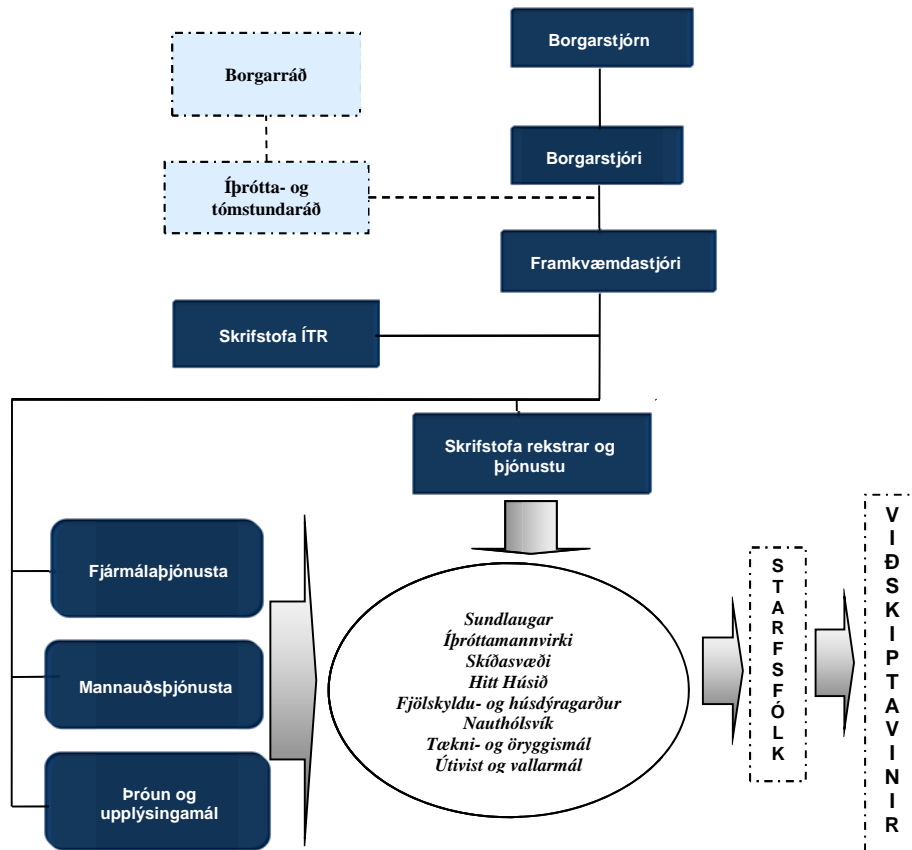 Borgarstjórn
Borgarráð
Borgarstjóri
Íþrótta- og
tómstundaráð
Framkvæmdastjóri
Skrifstofa ÍTR
Skrifstofa rekstrar og
þjónustu
Fjármálaþjónusta
Mannauðsþjónusta
Þróun og
upplýsingamál
Sundlaugar
Íþróttamannvirki
Skíðasvæði
Hitt Húsið
Fjölskyldu- og húsdýragarður
Nauthólsvík
Tækni- og öryggismál
Útivist og vallarmál
STARFSFÓLK
VIÐSKIPTAVINIR